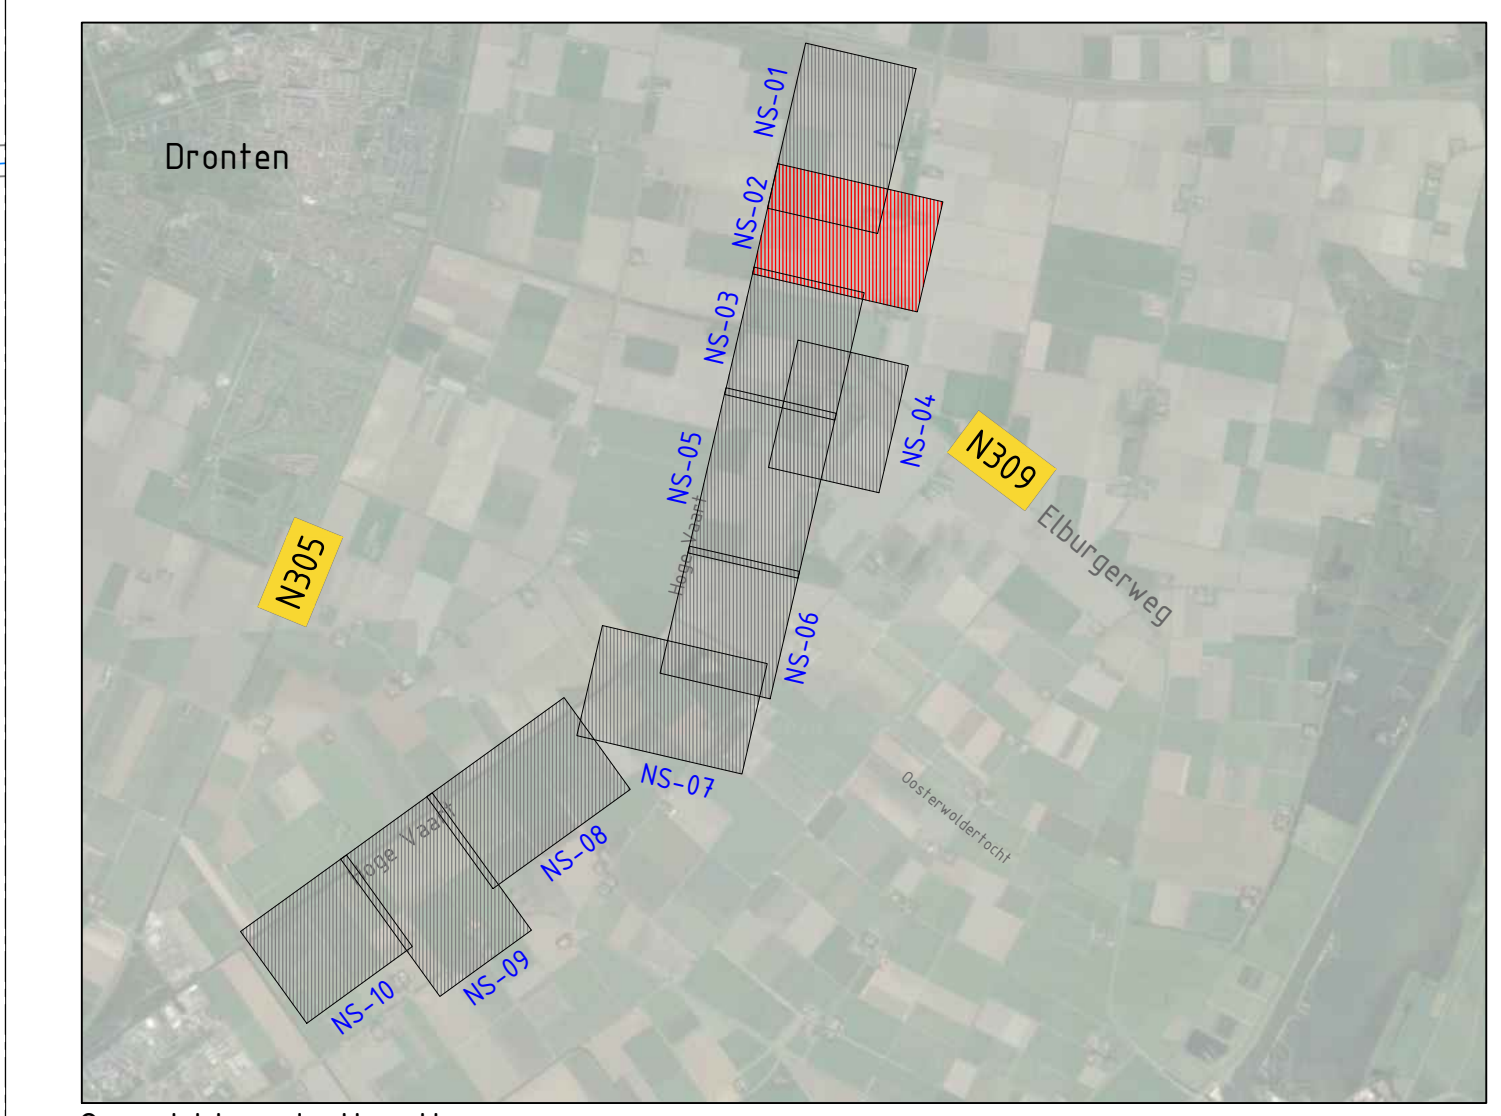 Dronten
NS-01
NS-02
NS-03
NS-04
NS-05
Hoge Vaart
N309
Elburgerweg
N305
NS-06
NS-07
Oosterwoldertocht
NS-08
Hoge Vaart
NS-09
NS-10